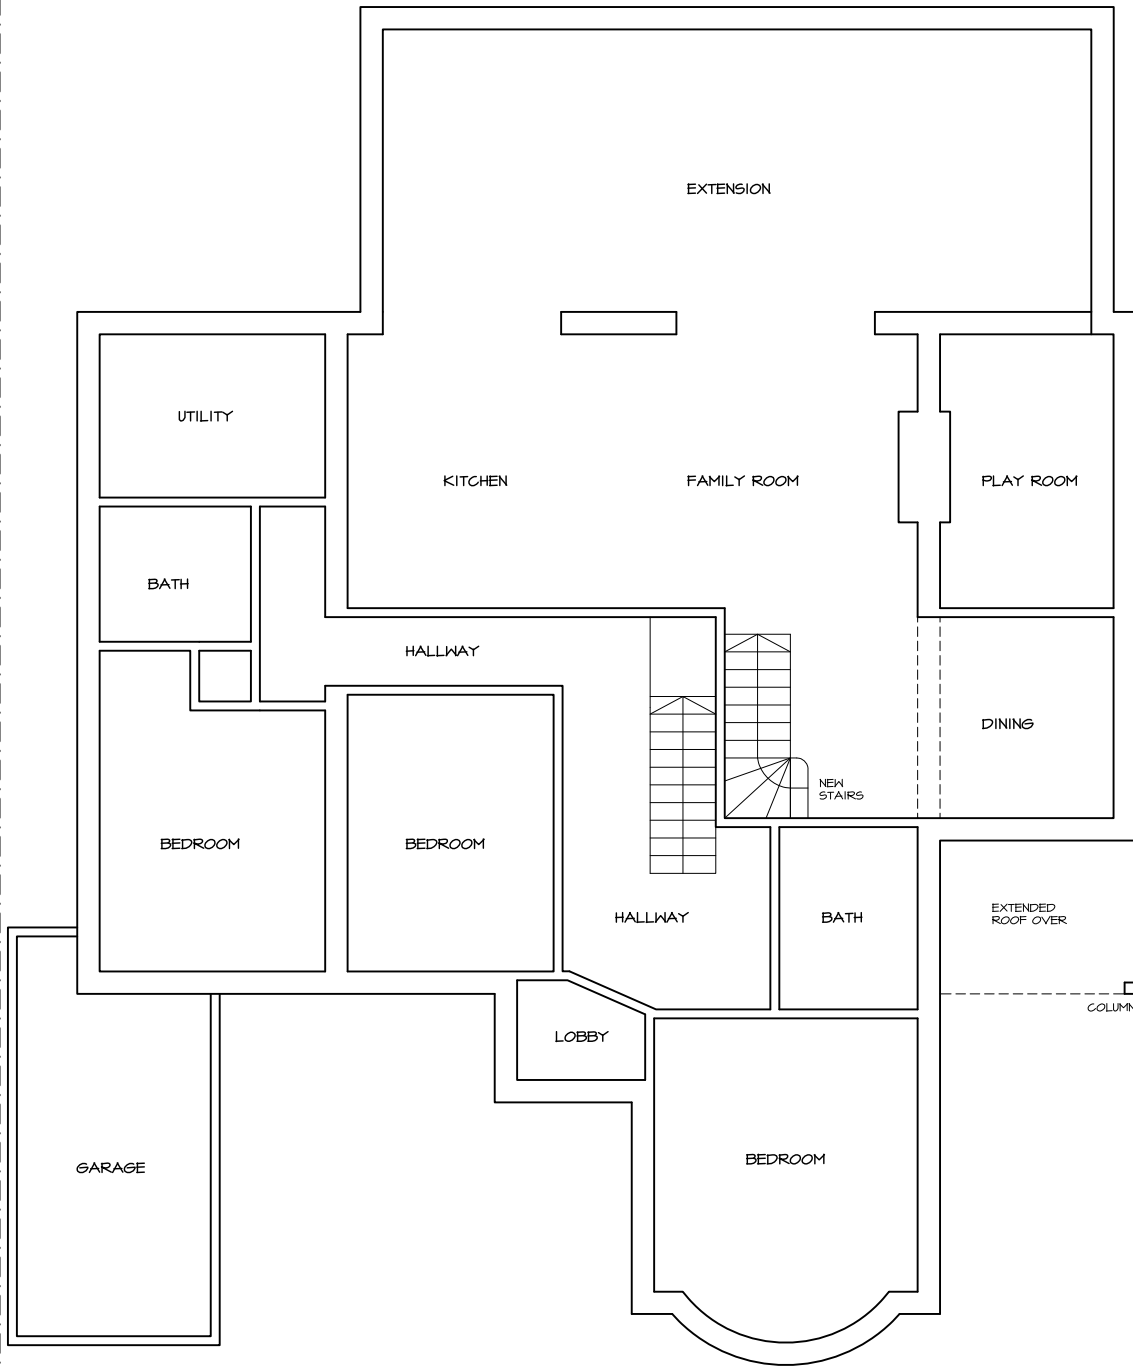 EXTENSION
UTILITY
KITCHEN
FAMILY ROOM
PLAY ROOM
BATH
HALLWAY
DINING
NEW
STAIRS
BEDROOM
BEDROOM
HALLWAY
BATH
EXTENDED
ROOF OVER
COLUMN
LOBBY
BEDROOM
GARAGE